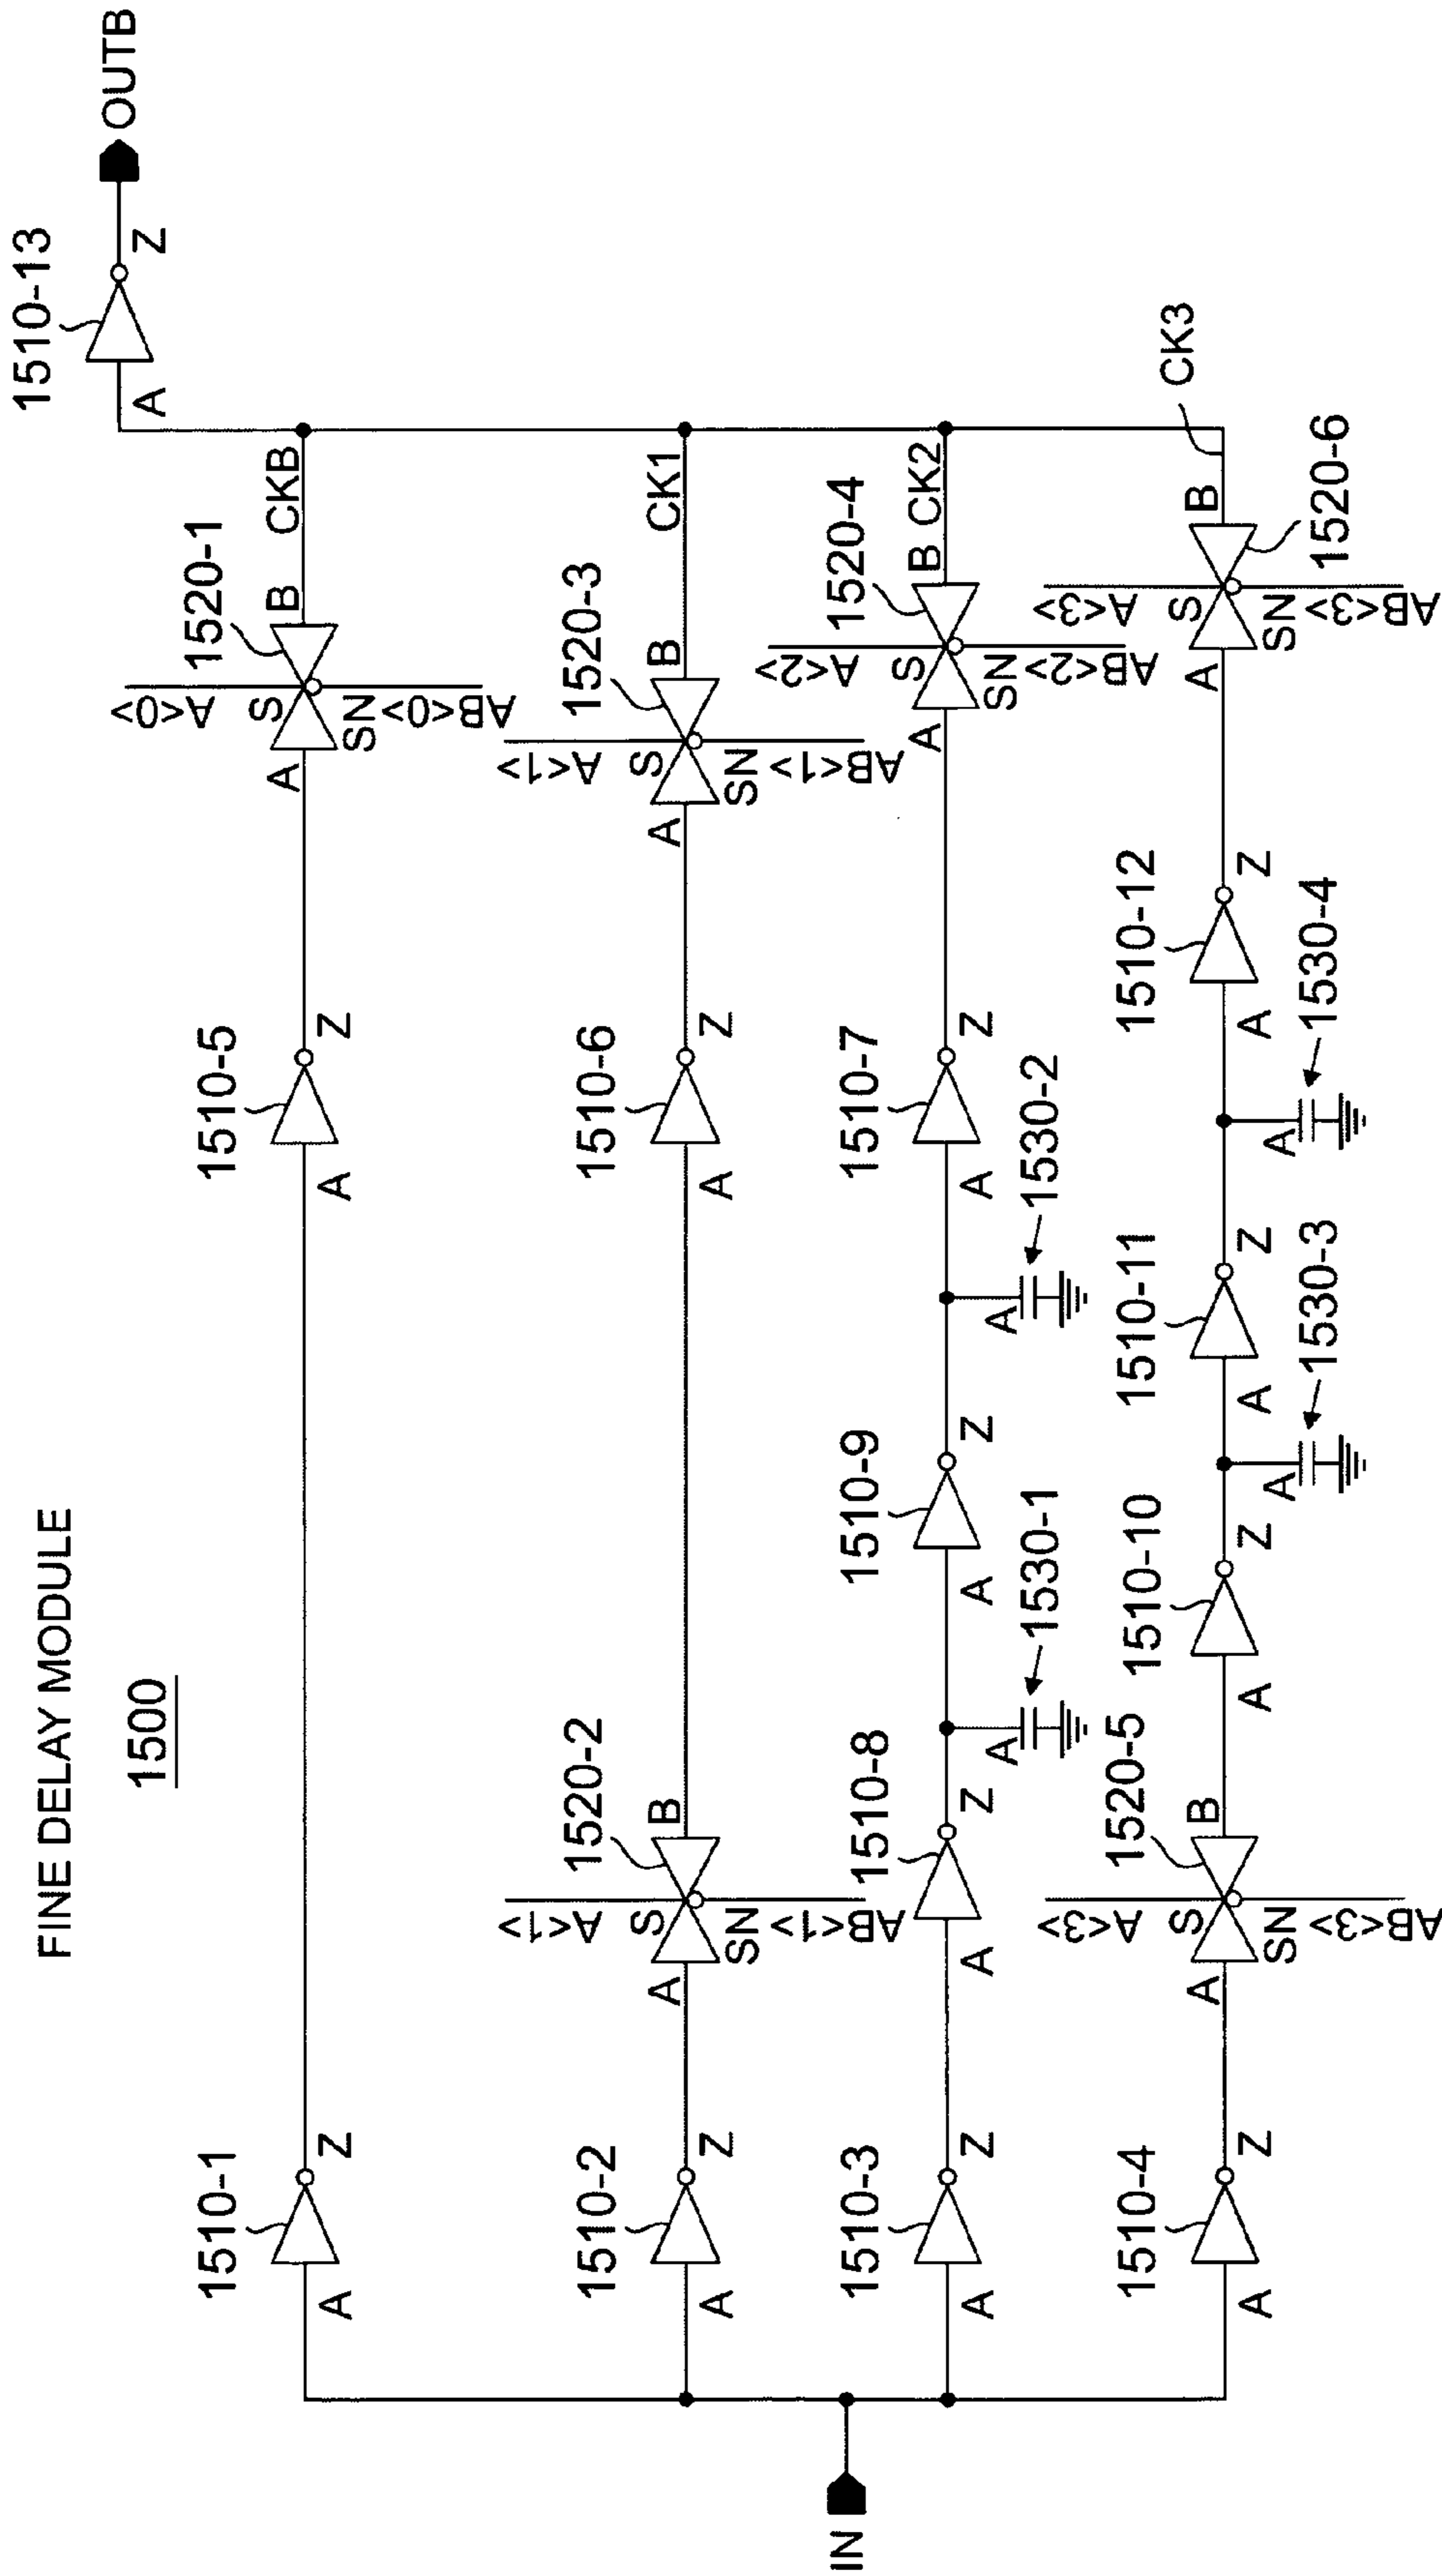 FINE DELAY MODULE
1500
1510-13
A
Z
OUTB
1510-1
A
Z
1510-5
A
Z
1520-1
A<0>
S
A
B
SN
AB<0>
CKB
1510-2
A
Z
1520-2
A<1>
S
A
B
SN
AB<1>
1510-6
A
Z
1520-3
A<1>
S
A
B
SN
AB<1>
CK1
IN
1510-3
A
Z
1510-8
A
Z
A
1530-1
1510-9
A
Z
A
1530-2
1510-7
A
Z
1520-4
A<2>
S
A
B
SN
AB<2>
CK2
1510-4
A
Z
1520-5
A<3>
S
A
B
SN
AB<3>
1510-10
A
Z
A
1530-3
1510-11
A
Z
A
1530-4
1510-12
A
Z
1520-6
A<3>
S
A
B
SN
AB<3>
CK3